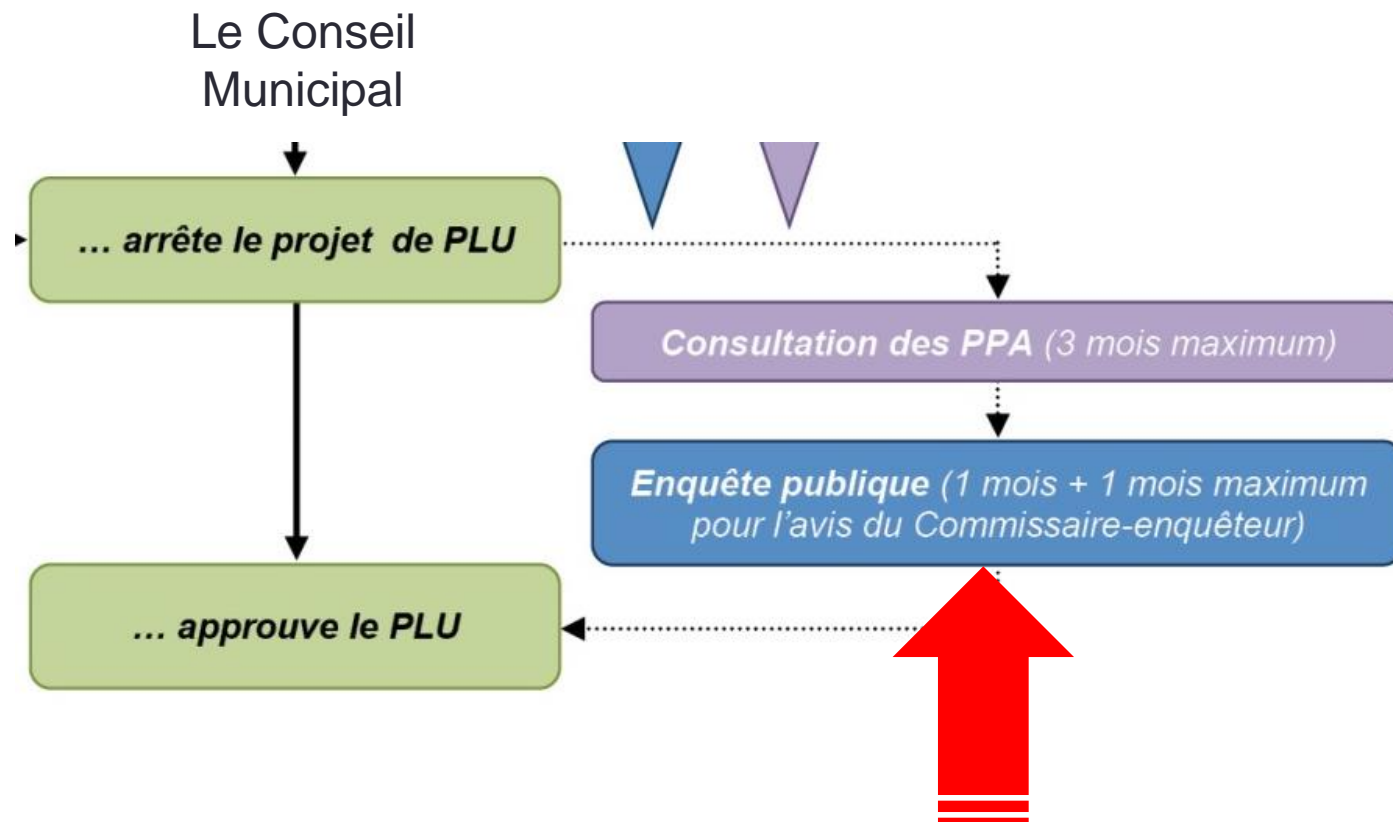 Le Conseil
Municipal
… arrête le projet de PLU
Consultation des PPA (3 mois maximum)
Enquête publique (1 mois + 1 mois maximum
pour l'avis du Commissaire-enquêteur)
… approuve le PLU